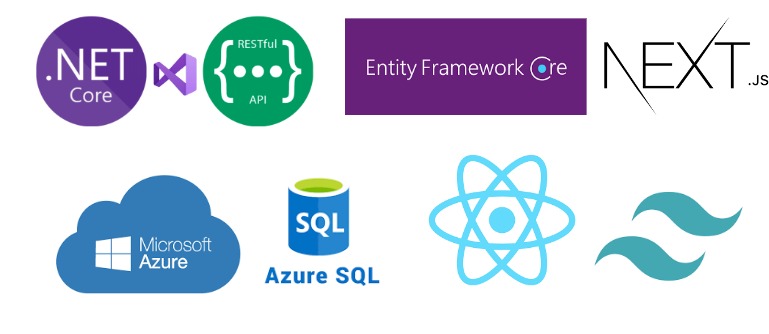 .NET
Core
RESTful
{•••}
API
Entity Framework Core
NEXT
.JS
Microsoft
Azure
SQL
Azure SQL